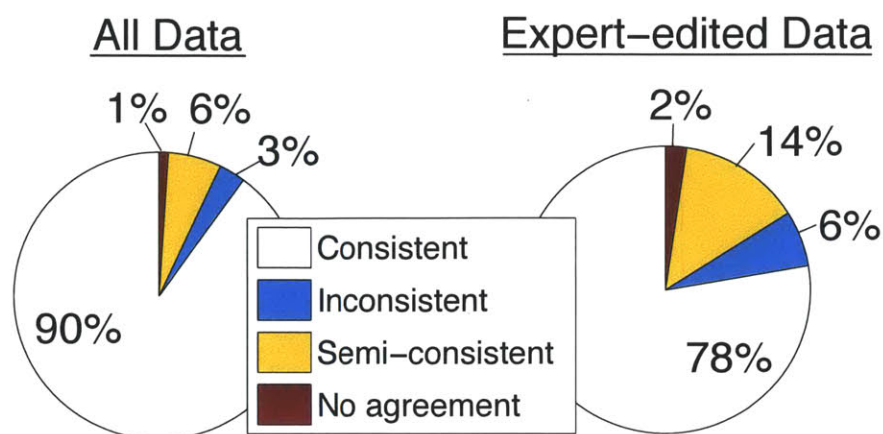 All Data
Expert–edited Data
1% 6%
3%
90%
2%
14%
6%
78%
Consistent
Inconsistent
Semi–consistent
No agreement